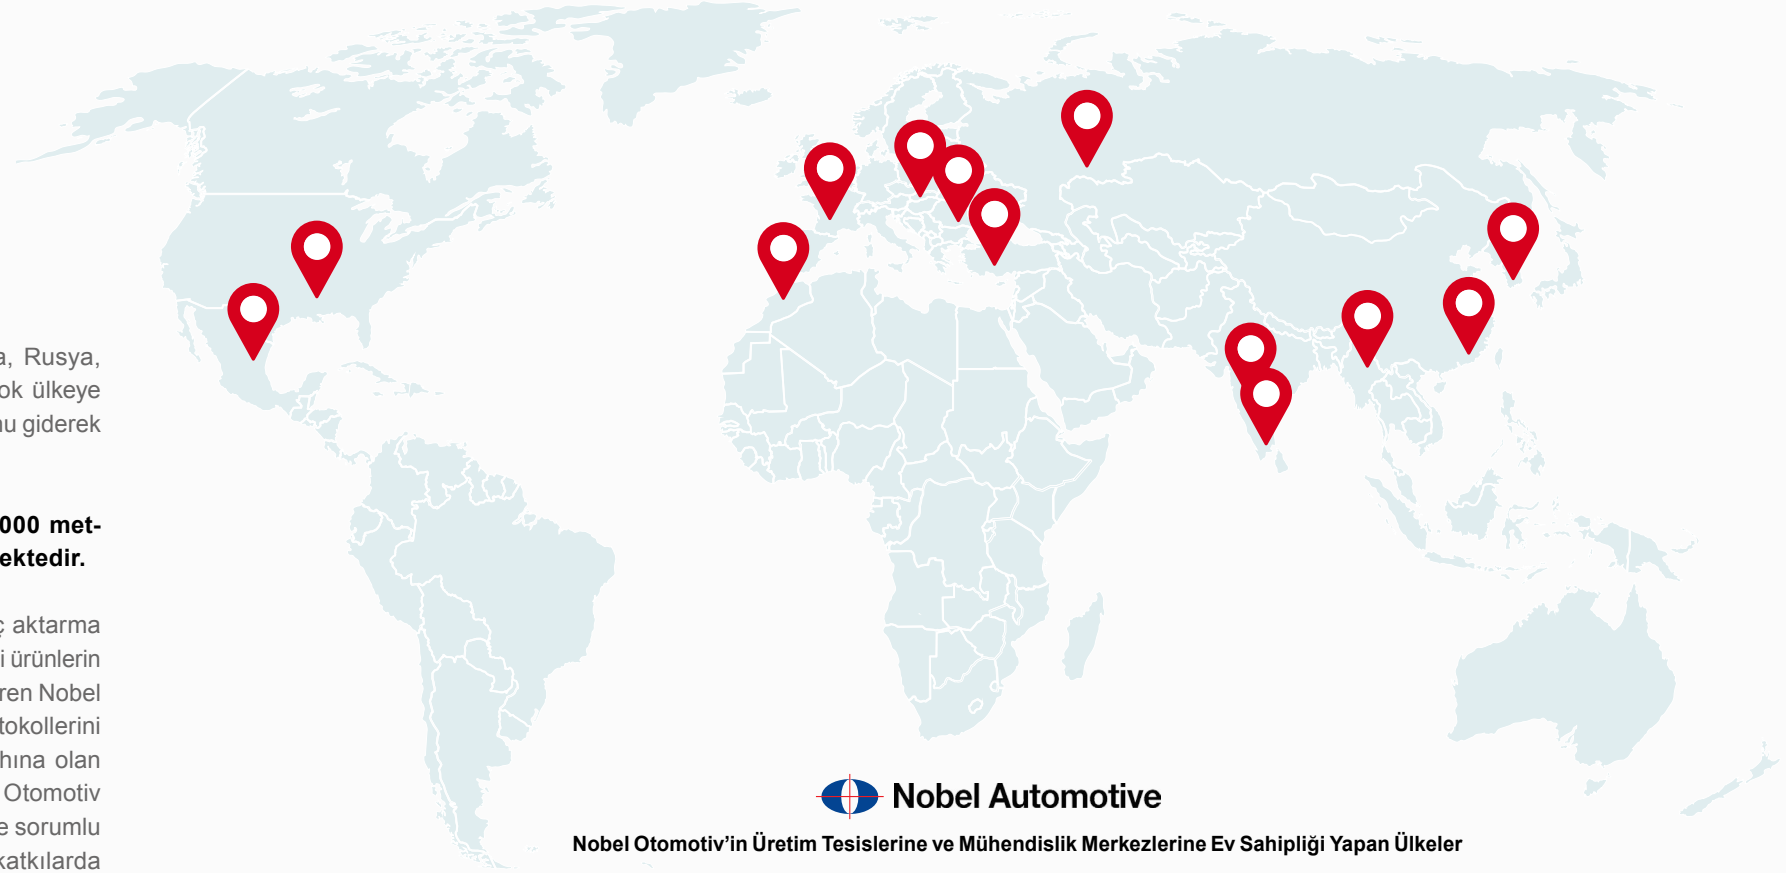 a, Rusya,
ok ülkeye
nu giderek
000 met-
ektedir.
ç aktarma
i ürünlerin
ren Nobel
tokollerini
hına olan
Otomotiv
e sorumlu
katkılarda
Nobel Automotive
Nobel Otomotiv’in Üretim Tesislerine ve Mühendislik Merkezlerine Ev Sahipliği Yapan Ülkeler